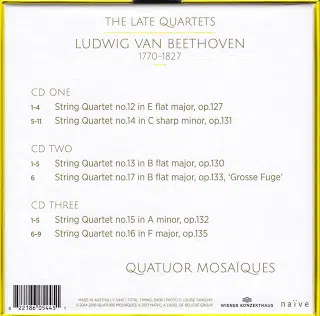 THE LATE QUARTETS
LUDWIG VAN BEETHOVEN
1770–1827
CD ONE
1-4 String Quartet no.12 in E flat major, op.127
5-11 String Quartet no.14 in C sharp minor, op.131
CD TWO
1-5 String Quartet no.13 in B flat major, op.130
6 String Quartet no.17 in B flat major, op.133, 'Grosse Fuge'
CD THREE
1-5 String Quartet no.15 in A minor, op.132
6-9 String Quartet no.16 in F major, op.135
QUATUOR MOSAÏQUES
WIENER KONZERTHAUS
naïve